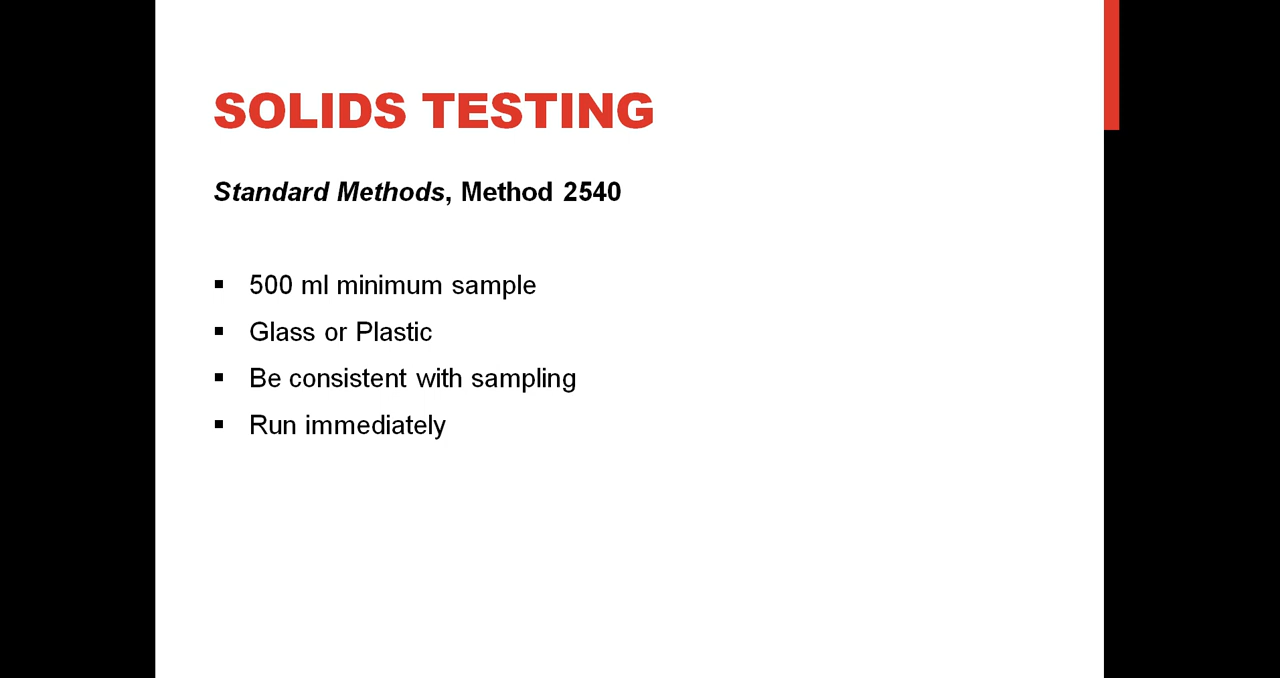 SOLIDS TESTING
Standard Methods, Method 2540
▪ 500 ml minimum sample
▪ Glass or Plastic
▪ Be consistent with sampling
▪ Run immediately